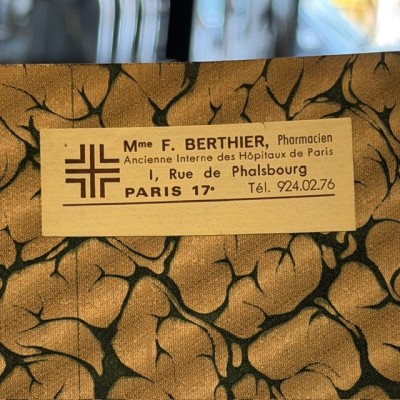 Mme F. BERTHIER, Pharmacien
Ancienne Interne des Hôpitaux de Paris
1, Rue de Phalsbourg
PARIS 17e Tél. 924.02.76